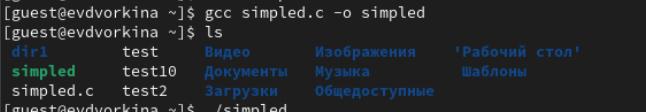 [guest@evdvorkina ~]$ gcc simpled.c -o simpled
[guest@evdvorkina ~]$ ls
dir1 test Видео Изображения 'Рабочий стол'
simpled test10 Документы Музыка Шаблоны
simpled.c test2 Загрузки Общедоступные
[guest@evdvorkina ~]$ ./simpled